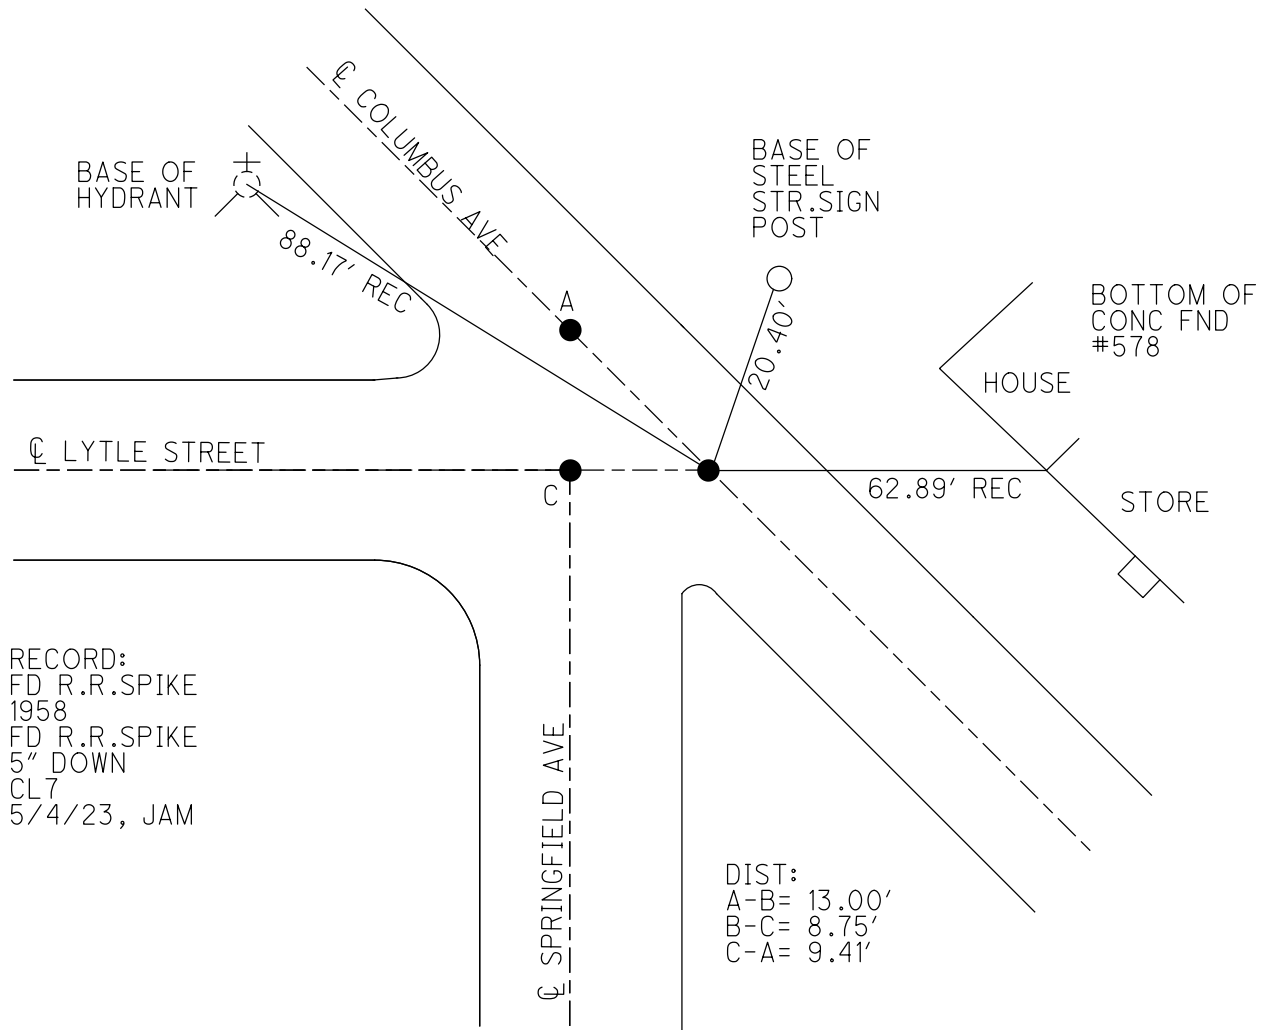 ℄ COLUMBUS AVE
BASE OF
HYDRANT
BASE OF
STEEL
STR.SIGN
POST
88.17' REC
A
20.40'
BOTTOM OF
CONC FND
#578
HOUSE
℄ LYTLE STREET
C
62.89' REC
STORE
RECORD:
FD R.R.SPIKE
1958
FD R.R.SPIKE
5" DOWN
CL7
5/4/23, JAM
℄ SPRINGFIELD AVE
DIST:
A-B= 13.00'
B-C= 8.75'
C-A= 9.41'